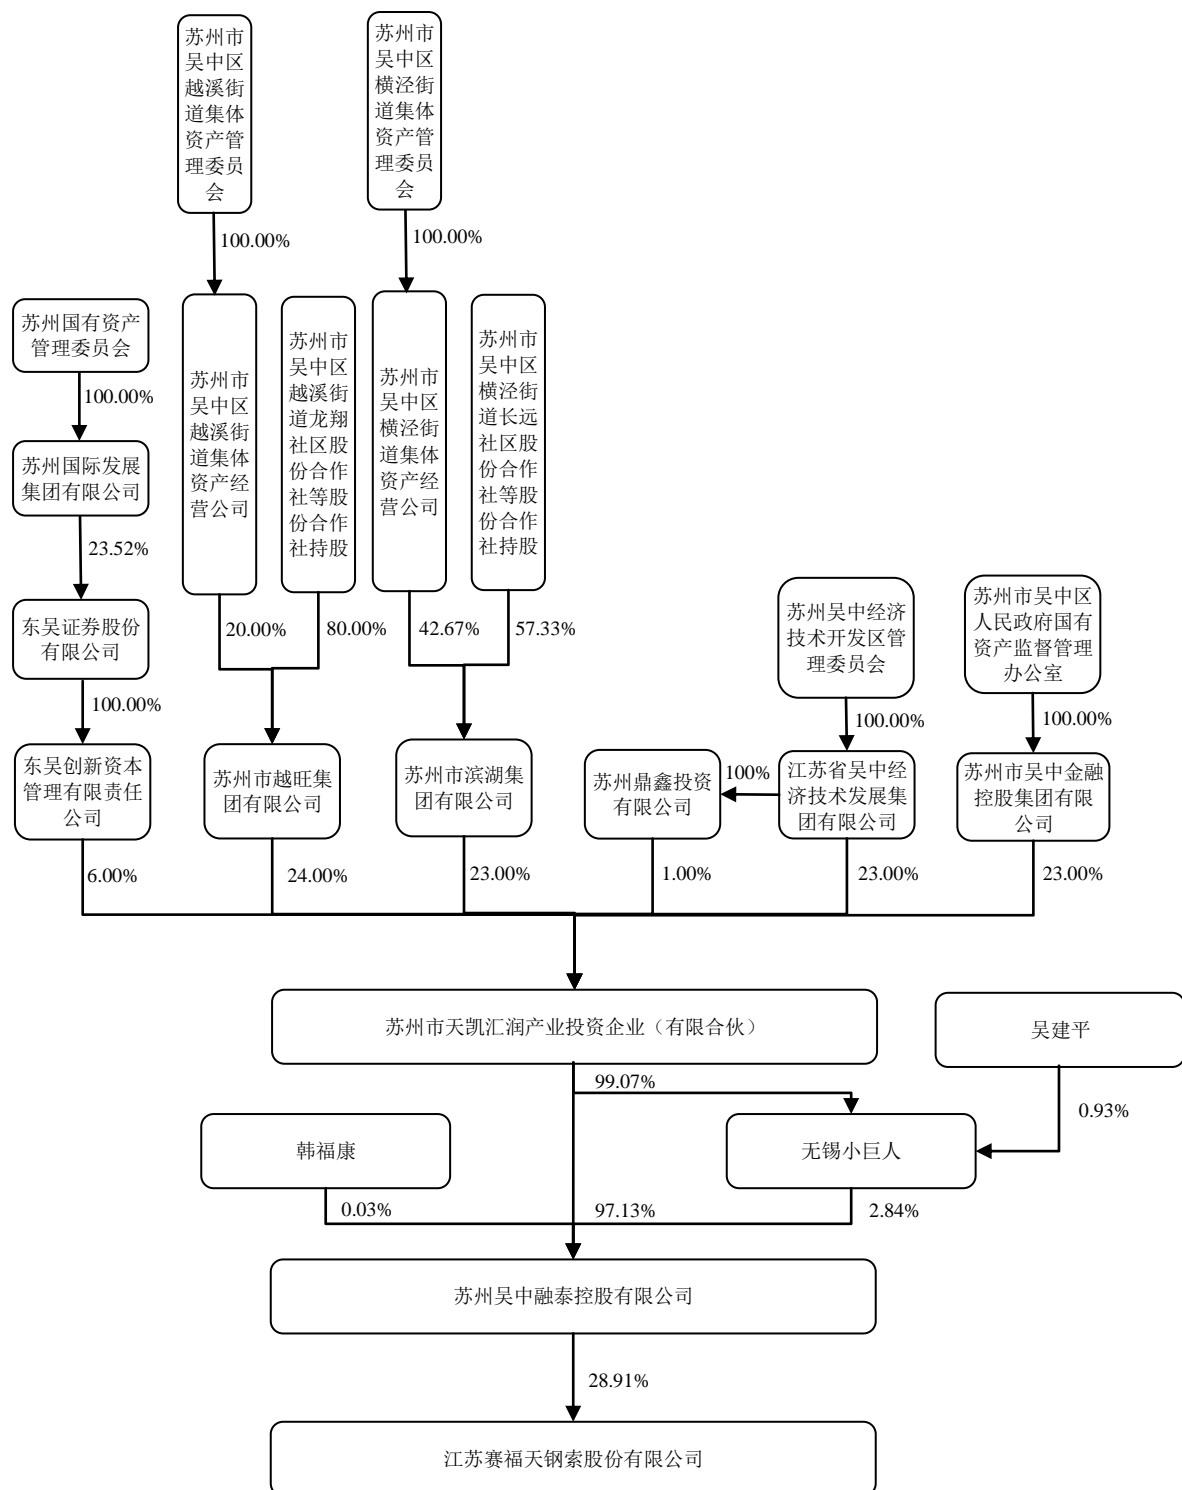 苏州市
吴中区
越溪街
道集体
资产管
理委员
会
苏州市
吴中区
横泾街
道集体
资产管
理委员
会
100.00%
100.00%
苏州国有资产
管理委员会
苏州市
吴中区
越溪街
道集体
资产经
营公司
苏州市
吴中区
越溪街
道龙翔
社区股
份合作
社等股
份合作
社持股
苏州市
吴中区
横泾街
道集体
资产经
营公司
苏州市
吴中区
横泾街
道长远
社区股
份合作
社等股
份合作
社持股
100.00%
苏州国际发展
集团有限公司
23.52%
东吴证券股份
有限公司
20.00%
80.00%
42.67%
57.33%
苏州吴中经济
技术开发区管
理委员会
苏州市吴中区
人民政府国有
资产监督管理
办公室
100.00%
100.00%
100.00%
东吴创新资本
管理有限责任
公司
苏州市越旺集
团有限公司
苏州市滨湖集
团有限公司
苏州鼎鑫投资
有限公司
100%
江苏省吴中经
济技术发展集
团有限公司
苏州市吴中金融
控股集团有限
公司
6.00%
24.00%
23.00%
1.00%
23.00%
23.00%
苏州市天凯汇润产业投资企业（有限合伙）
吴建平
99.07%
0.93%
韩福康
无锡小巨人
0.03%
97.13%
2.84%
苏州吴中融泰控股有限公司
28.91%
江苏赛福天钢索股份有限公司